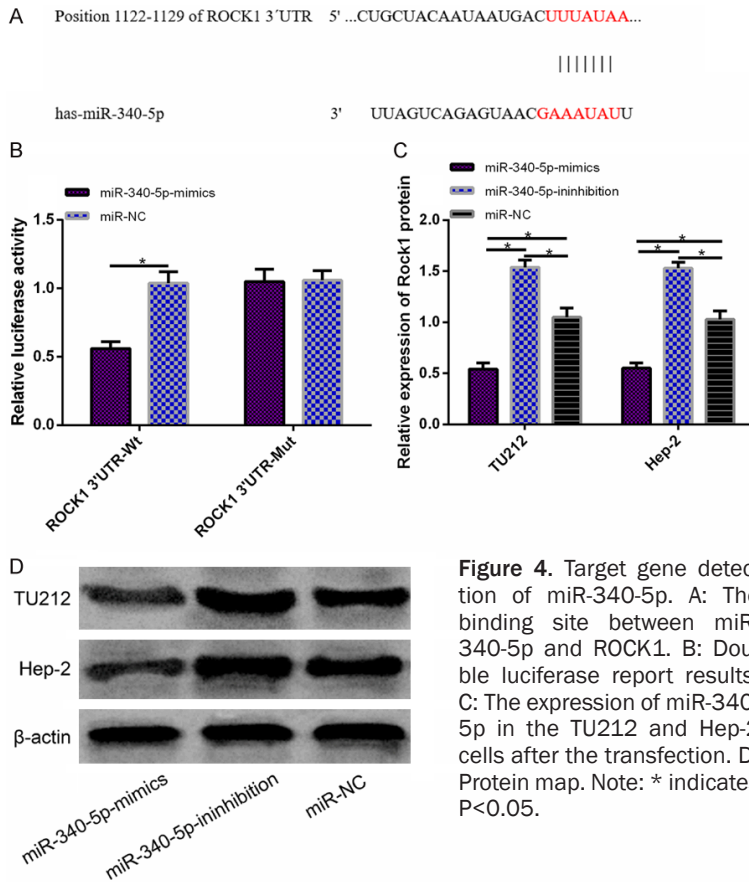 A
Position 1122-1129 of ROCK1 3´UTR 5' ...CUGCUACAAUAAUGACUUUAUAA...
|||||||
has-miR-340-5p 3' UUAGUCAGAGUAACGAAAUAUU
B
miR-340-5p-mimics
miR-NC
Relative luciferase activity
1.5
1.0
0.5
0.0
*
ROCK1 3'UTR-Wt
ROCK1 3'UTR-Mut
C
miR-340-5p-mimics
miR-340-5p-ininhibition
miR-NC
Relative expression of Rock1 protein
2.0
1.5
1.0
0.5
0.0
*
* *
*
* *
TU212
Hep-2
D
TU212
Hep-2
β-actin
miR-340-5p-mimics
miR-340-5p-ininhibition
miR-NC
Figure 4. Target gene detec
tion of miR-340-5p. A: The
binding site between miR
340-5p and ROCK1. B: Dou
ble luciferase report results
C: The expression of miR-340
5p in the TU212 and Hep-2
cells after the transfection. D
Protein map. Note: * indicate
P<0.05.